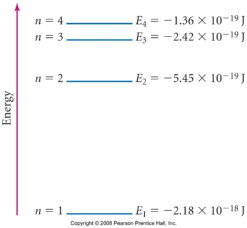 n = 4 E₄ = −1.36 × 10⁻¹⁹ J
n = 3 E₃ = −2.42 × 10⁻¹⁹ J
n = 2 E₂ = −5.45 × 10⁻¹⁹ J
Energy
n = 1 E₁ = −2.18 × 10⁻¹⁸ J
Copyright © 2008 Pearson Prentice Hall, Inc.